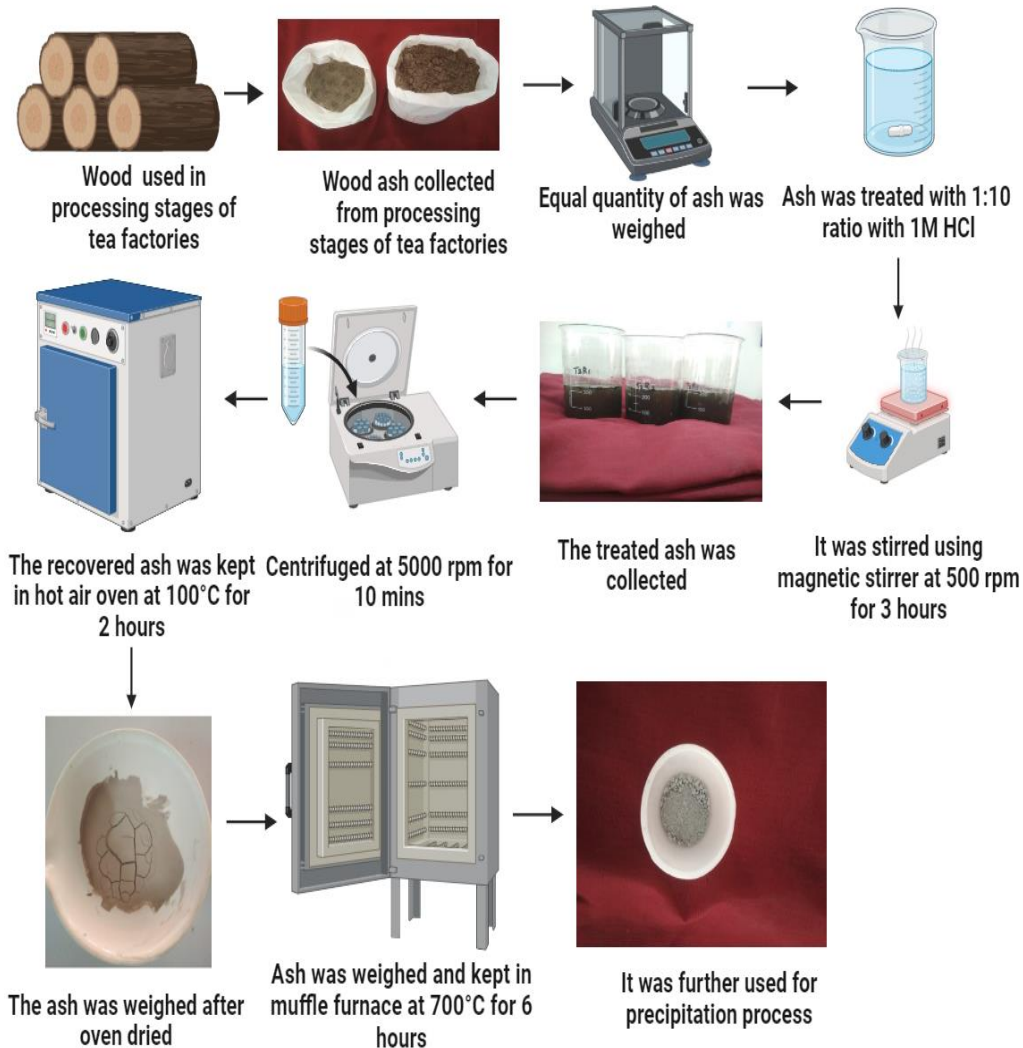 Wood used in
processing stages of
tea factories
Wood ash collected
from processing
stages of tea factories
Equal quantity of ash was
weighed
Ash was treated with 1:10
ratio with 1M HCl
It was stirred using
magnetic stirrer at 500 rpm
for 3 hours
The treated ash was
collected
Centrifuged at 5000 rpm for
10 mins
The recovered ash was kept
in hot air oven at 100°C for
2 hours
The ash was weighed after
oven dried
Ash was weighed and kept in
muffle furnace at 700°C for 6
hours
It was further used for
precipitation process